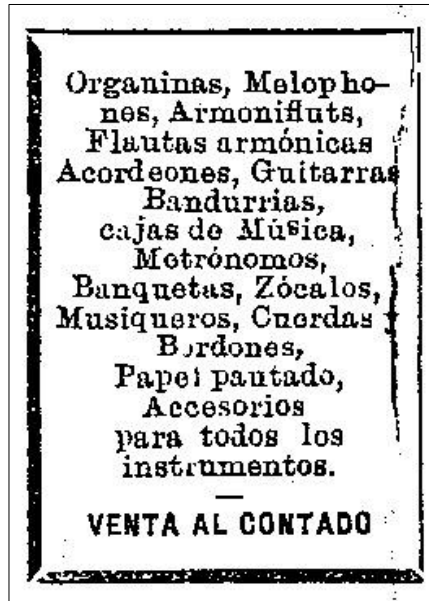 Organinas, Melopho-
nes, Armonifluts,
Flautas armónicas
Acordeones, Guitarras
Bandurrias,
cajas de Música,
Metrónomos,
Banquetas, Zócalos,
Musiqueros, Cuerdas
Bordones,
Papel pautado,
Accesorios
para todos los
instrumentos.
VENTA AL CONTADO